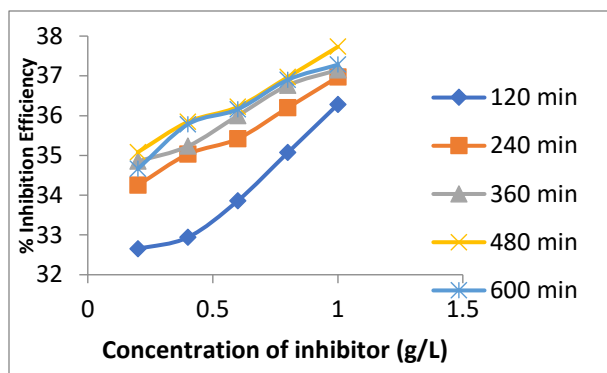 38
37
36
35
34
33
32
% Inhibition Efficiency
0
0.5
1
1.5
Concentration of inhibitor (g/L)
120 min
240 min
360 min
480 min
600 min